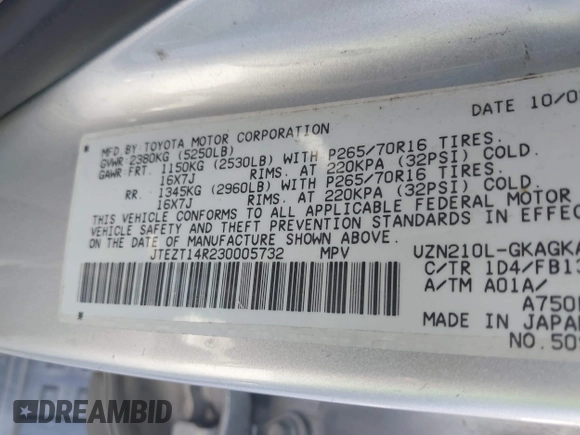 DATE 10/0
MFD.BY TOYOTA MOTOR CORPORATION
GVWR 2380KG (5250LB)
GAWR FRT. 1150KG (2530LB) WITH P265/70R16 TIRES.
16X7J RIMS. AT 220KPA (32PSI) COLD.
RR. 1345KG (2960LB) WITH P265/70R16 TIRES.
16X7J RIMS. AT 220KPA (32PSI) COLD.
THIS VEHICLE CONFORMS TO ALL APPLICABLE FEDERAL MOTOR
VEHICLE SAFETY AND THEFT PREVENTION STANDARDS IN EFFEC
ON THE DATE OF MANUFACTURE SHOWN ABOVE.
JTEZT14R230005732 MPV UZN210L-GKAGKA
C/TR 1D4/FB13
A/TM A01A/
A750
MADE IN JAPAN
NO.509
DREAMBID